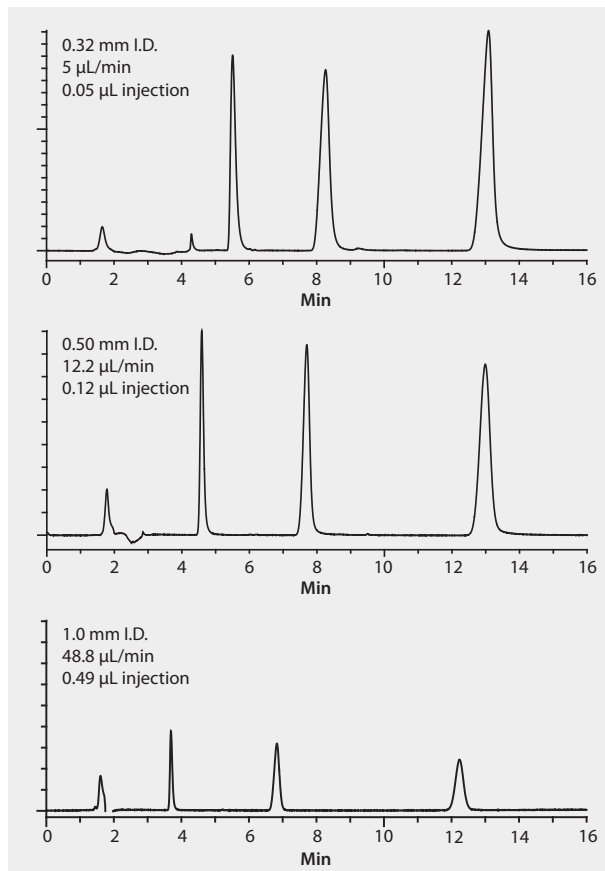 0.32 mm I.D.
5 µL/min
0.05 µL injection
0 2 4 6 8 10 12 14 16
Min
0.50 mm I.D.
12.2 µL/min
0.12 µL injection
0 2 4 6 8 10 12 14 16
Min
1.0 mm I.D.
48.8 µL/min
0.49 µL injection
0 2 4 6 8 10 12 14 16
Min